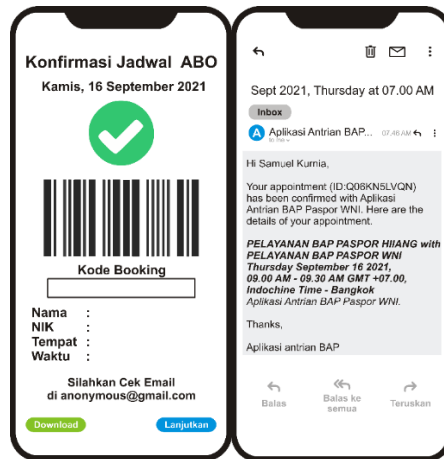 Konfirmasi Jadwal ABO
Kamis, 16 September 2021
Kode Booking
Nama :
NIK :
Tempat :
Waktu :
Silahkan Cek Email
di anonymous@gmail.com
Download
Lanjutkan
Sept 2021, Thursday at 07.00 AM
Inbox
A Aplikasi Antrian BAP... 07.46 AM
Hi Samuel Kurnia,
Your appointment (ID:Q08KN5LVQN)
has been confirmed with Aplikasi
Antrian BAP Paspor WNI. Here are the
details of your appointment.
PELAYANAN BAP PASPOR HIIANG with
PELAYANAN BAP PASPOR WNI
Thursday September 16 2021,
09.00 AM - 09.30 AM GMT +07.00,
Indochine Time - Bangkok
Aplikasi Antrian BAP Paspor WNI.
Thanks,
Aplikasi antrian BAP
Balas
Balas ke
semua
Teruskan